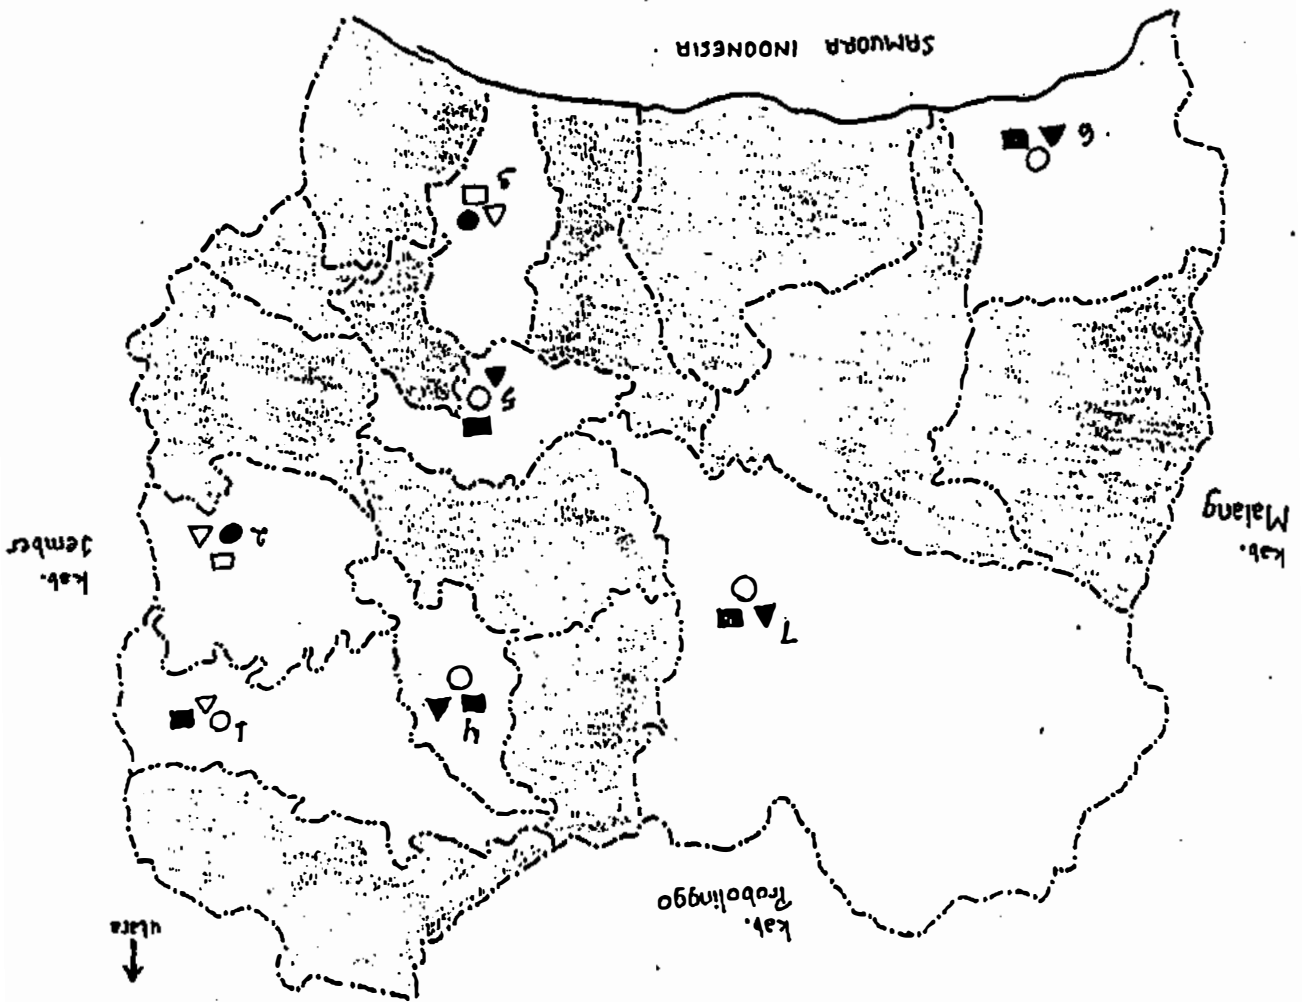 utara
kab.
Probolinggo
4
1
7
kab.
Jember
kab.
Malang
2
5
3
6
SAMUDRA INDONESIA